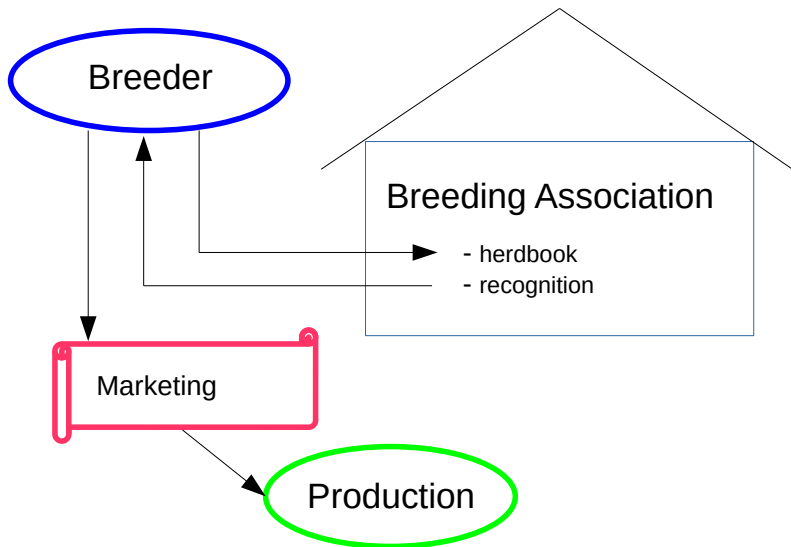 Breeder
Breeding Association
- herdbook
- recognition
Marketing
Production